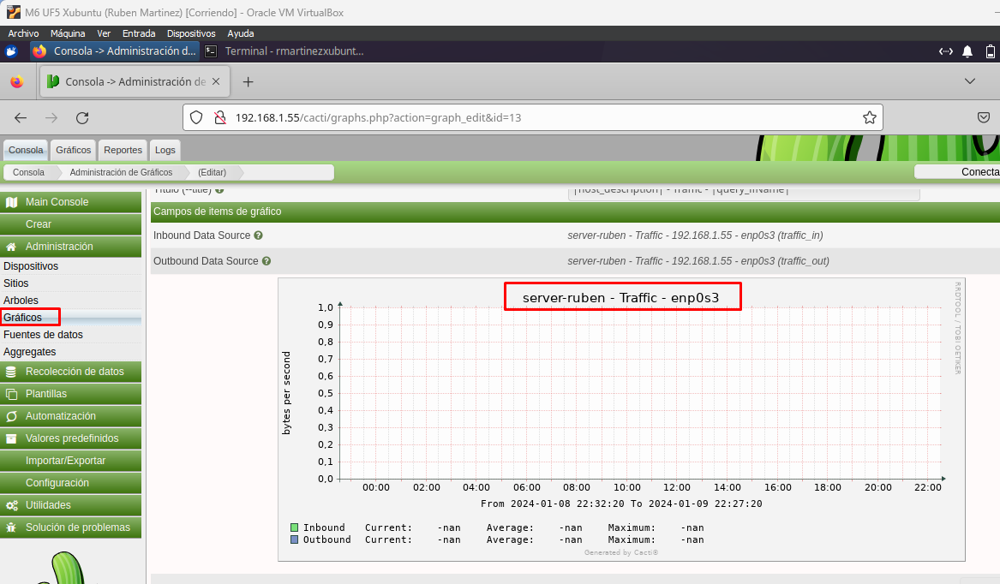 M6 UF5 Xubuntu (Ruben Martinez) [Corriendo] - Oracle VM VirtualBox
Archivo Máquina Ver Entrada Dispositivos Ayuda
Consola -> Administración d... Terminal - rmartinezxubunt...
Consola -> Administración de
192.168.1.55/cacti/graphs.php?action=graph_edit&id=13
Consola Gráficos Reportes Logs
Consola Administración de Gráficos (Editar) Conecta
Main Console
Crear
Administración
Dispositivos
Sitios
Arboles
Gráficos
Fuentes de datos
Aggregates
Recolección de datos
Plantillas
Automatización
Valores predefinidos
Importar/Exportar
Configuración
Utilidades
Solución de problemas
Título (--title) |host_description| - Traffic - |query_ifName|
Campos de items de gráfico
Inbound Data Source server-ruben - Traffic - 192.168.1.55 - enp0s3 (traffic_in)
Outbound Data Source server-ruben - Traffic - 192.168.1.55 - enp0s3 (traffic_out)
server-ruben - Traffic - enp0s3
RRDTOOL / TOBI OETIKER
bytes per second
1,0
0,9
0,8
0,7
0,6
0,5
0,4
0,3
0,2
0,1
0,0
00:00 02:00 04:00 06:00 08:00 10:00 12:00 14:00 16:00 18:00 20:00 22:00
From 2024-01-08 22:32:20 To 2024-01-09 22:27:20
Inbound Current: -nan Average: -nan Maximum: -nan
Outbound Current: -nan Average: -nan Maximum: -nan
Generated by Cacti®